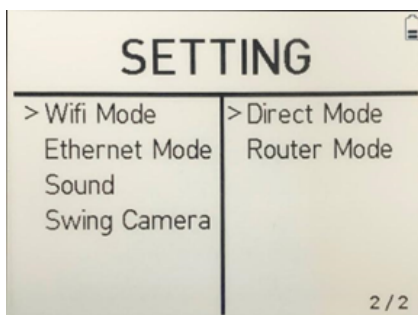 SETTING
> Wifi Mode
Ethernet Mode
Sound
Swing Camera
> Direct Mode
Router Mode
2/2